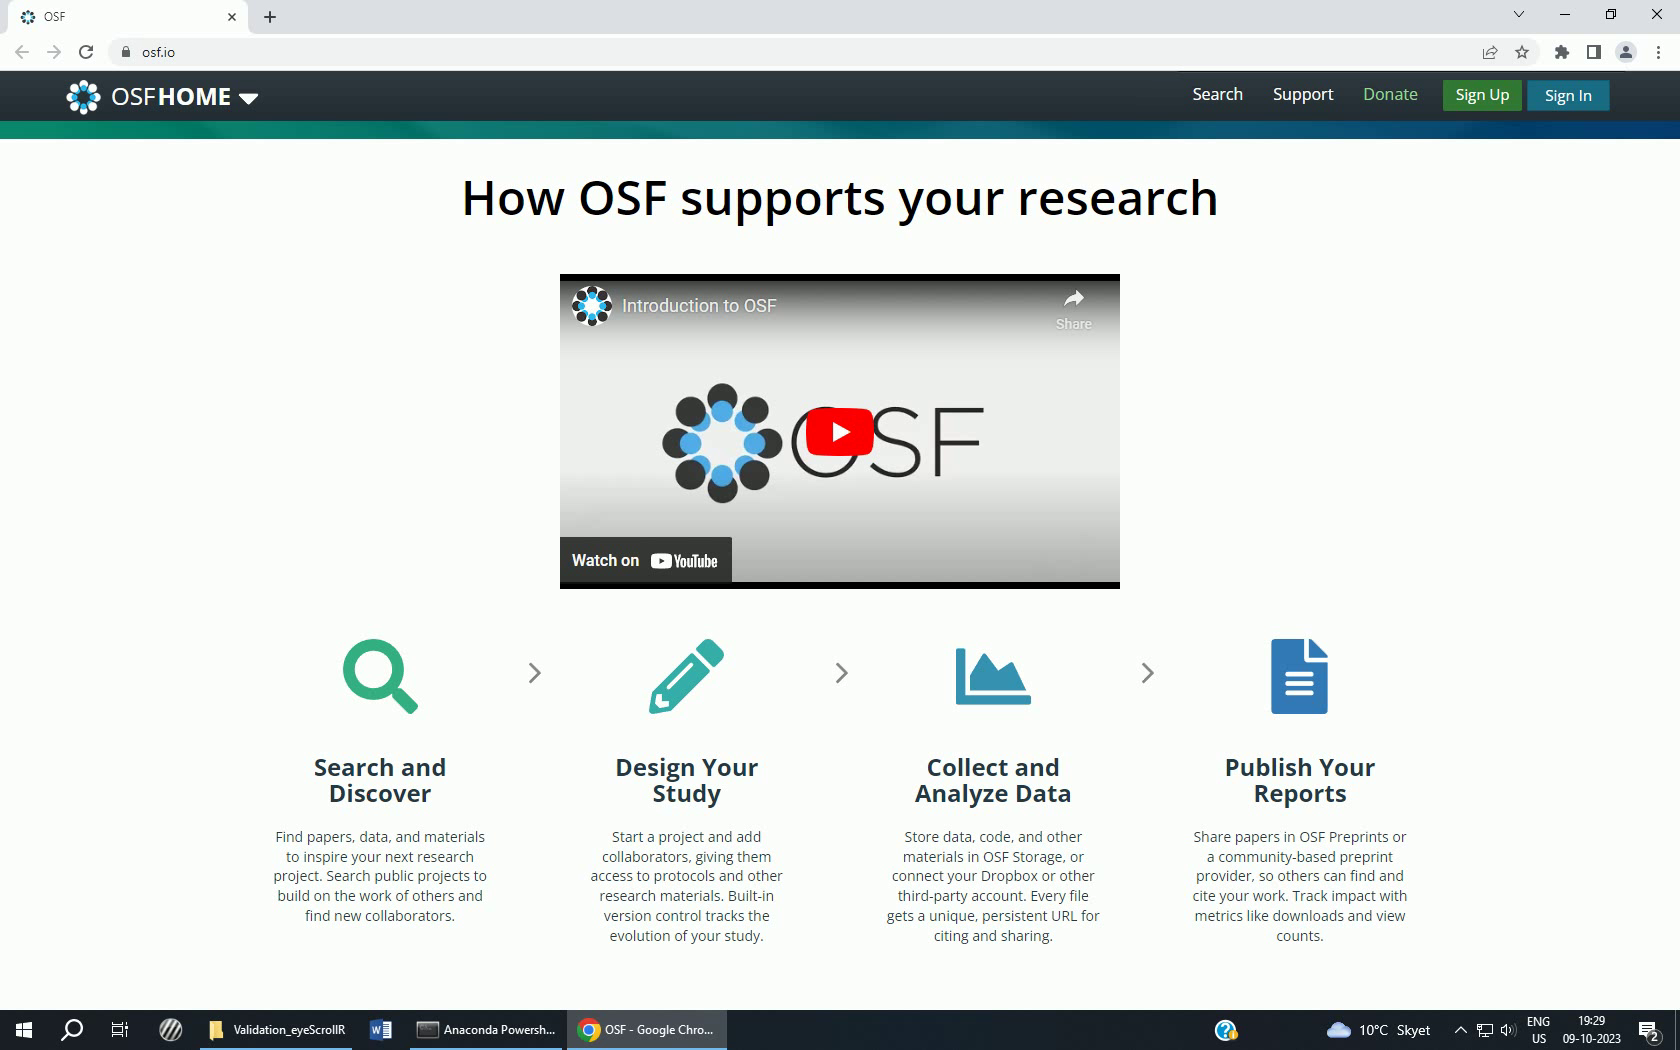 OSF
osf.io
OSFHOME
Search
Support
Donate
Sign Up
Sign In
How OSF supports your research
Introduction to OSF
Share
OSF
Watch on YouTube
Search and
Discover
Find papers, data, and materials
to inspire your next research
project. Search public projects to
build on the work of others and
find new collaborators.
Design Your
Study
Start a project and add
collaborators, giving them
access to protocols and other
research materials. Built-in
version control tracks the
evolution of your study.
Collect and
Analyze Data
Store data, code, and other
materials in OSF Storage, or
connect your Dropbox or other
third-party account. Every file
gets a unique, persistent URL for
citing and sharing.
Publish Your
Reports
Share papers in OSF Preprints or
a community-based preprint
provider, so others can find and
cite your work. Track impact with
metrics like downloads and view
counts.
Validation_eyeScrollR
Anaconda Powersh...
OSF - Google Chro...
10°C Skyet
ENG
US
19:29
09-10-2023
2